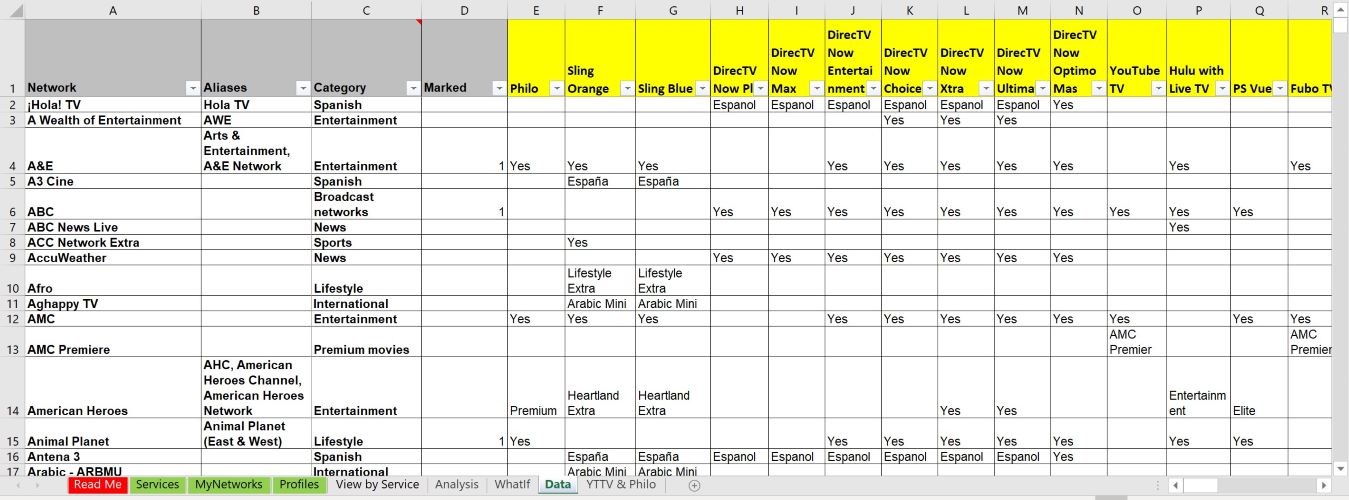 A B C D E F G H I J K L M N O P Q R
1 Network Aliases Category Marked Philo Sling Orange Sling Blue DirecTV Now Pl DirecTV Now Max DirecTV Now Entertainment DirecTV Now Choice DirecTV Now Xtra DirecTV Now Ultima DirecTV Now Optimo Mas YouTube TV Hulu with Live TV PS Vue Fubo TV
2 ¡Hola! TV Hola TV Spanish Espanol Espanol Espanol Espanol Espanol Espanol Yes
3 A Wealth of Entertainment AWE Entertainment Yes Yes Yes
4 A&E Arts & Entertainment, A&E Network Entertainment 1 Yes Yes Yes Yes Yes Yes Yes Yes Yes Yes
5 A3 Cine Spanish España España
6 ABC Broadcast networks 1 Yes Yes Yes Yes Yes Yes Yes Yes Yes Yes
7 ABC News Live News Yes
8 ACC Network Extra Sports Yes
9 AccuWeather News Yes Yes Yes Yes Yes Yes Yes
10 Afro Lifestyle Lifestyle Extra Lifestyle Extra
11 Aghappy TV International Arabic Mini Arabic Mini
12 AMC Entertainment Yes Yes Yes Yes Yes Yes Yes Yes Yes Yes Yes
13 AMC Premiere Premium movies AMC Premier AMC Premier
14 American Heroes AHC, American Heroes Channel, American Heroes Network Entertainment Premium Heartland Extra Heartland Extra Yes Yes Entertainment Elite
15 Animal Planet Animal Planet (East & West) Lifestyle 1 Yes Yes Yes Yes Yes Yes Yes Yes
16 Antena 3 Spanish España España Espanol Espanol Espanol Espanol Espanol Espanol Yes
17 Arabic - ARBMU International Arabic Mini Arabic Mini
Read Me Services MyNetworks Profiles View by Service Analysis WhatIf Data YTTV & Philo